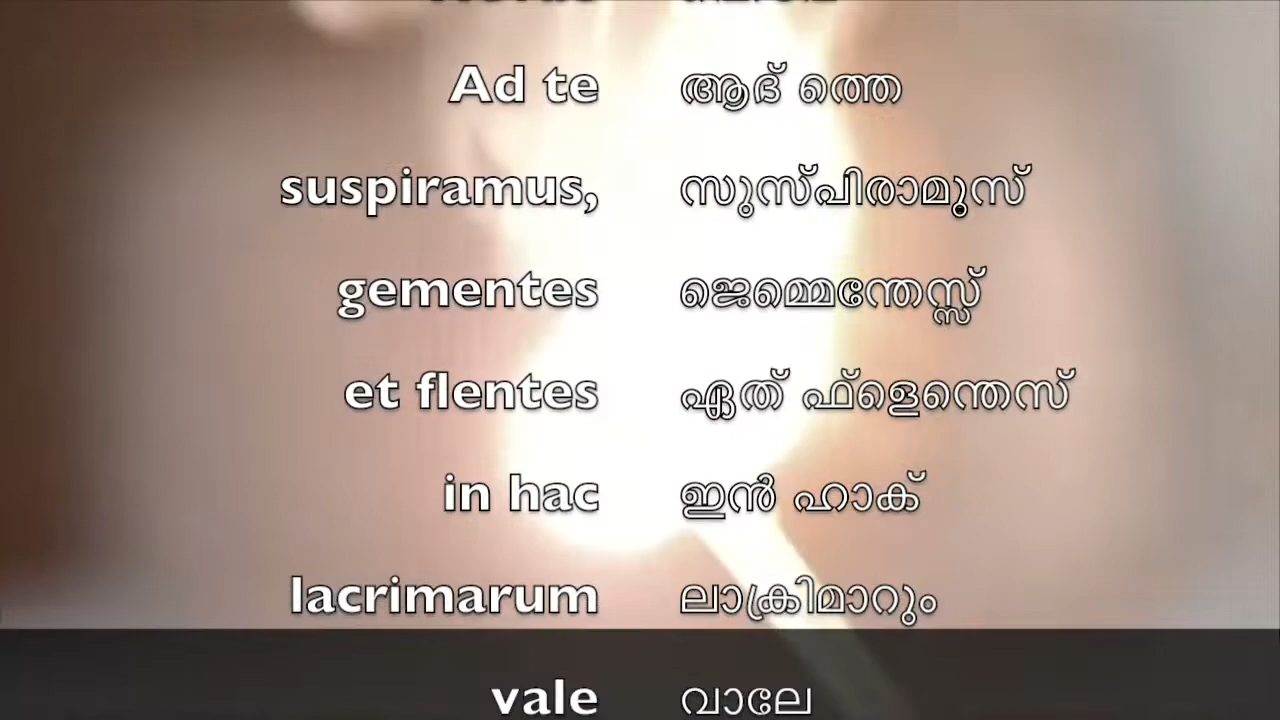 Ad te ആദ് ത്തെ
suspiramus, സുസ്പിരാമൂസ്
gementes ജെമ്മെന്തേസ്സ്
et flentes ഏത് ഫ്ളെന്തെസ്
in hac ഇൻ ഹാക്
lacrimarum ലാക്രിമാറും
vale വാലേ